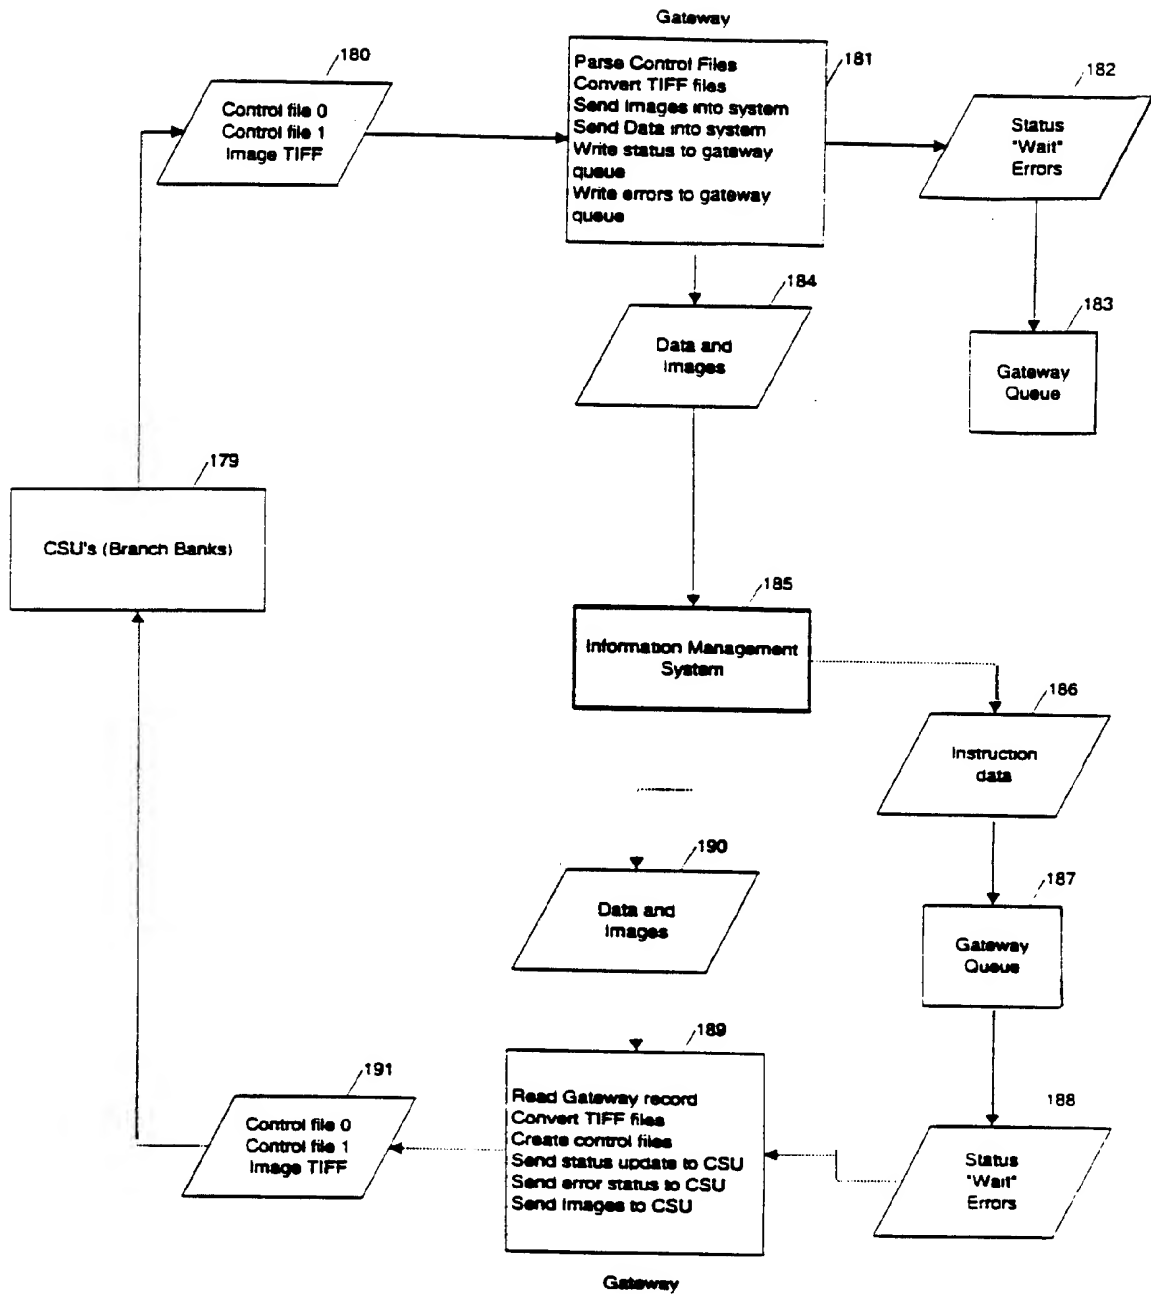 Gateway
180
Control file 0
Control file 1
Image TIFF
181
Parse Control Files
Convert TIFF files
Send Images into system
Send Data into system
Write status to gateway
queue
Write errors to gateway
queue
182
Status
"Wait"
Errors
184
Data and
Images
183
Gateway
Queue
179
CSU's (Branch Banks)
185
Information Management
System
186
Instruction
data
190
Data and
Images
187
Gateway
Queue
189
Read Gateway record
Convert TIFF files
Create control files
Send status update to CSU
Send error status to CSU
Send Images to CSU
191
Control file 0
Control file 1
Image TIFF
188
Status
"Wait"
Errors
Gateway